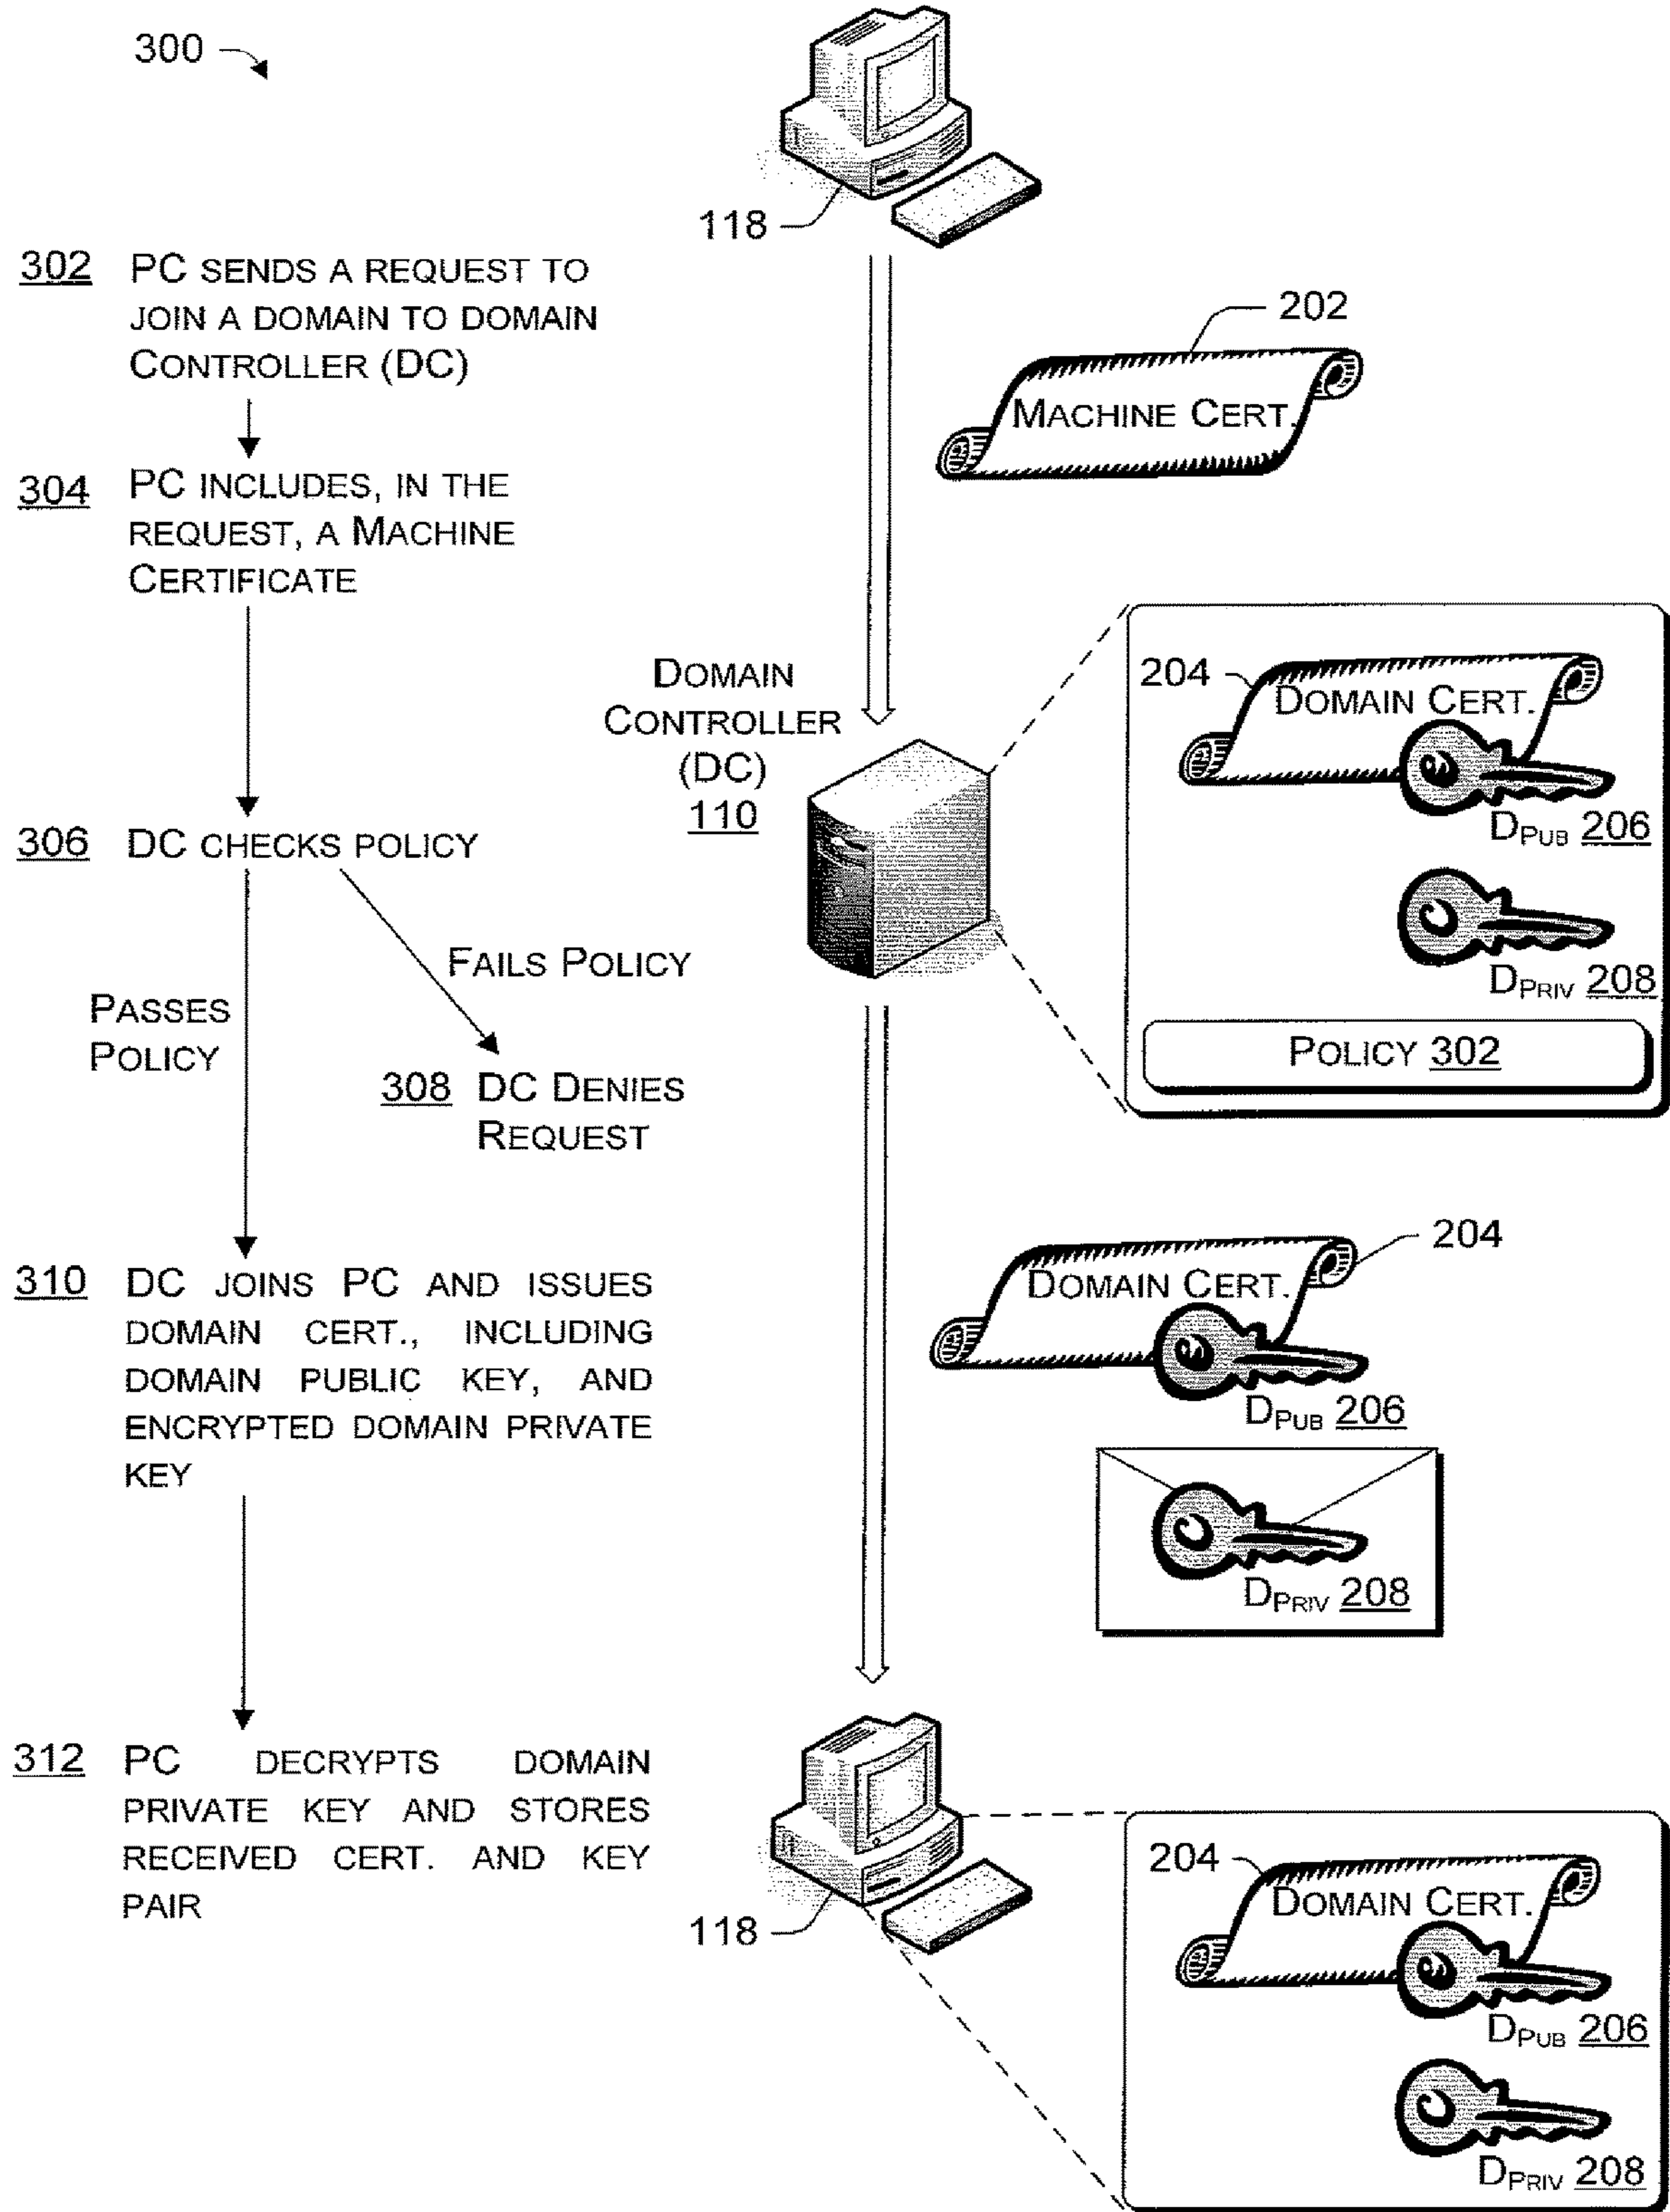 300
118
302 PC SENDS A REQUEST TO
JOIN A DOMAIN TO DOMAIN
CONTROLLER (DC)
202
MACHINE CERT.
304 PC INCLUDES, IN THE
REQUEST, A MACHINE
CERTIFICATE
DOMAIN
CONTROLLER
(DC)
110
204
DOMAIN CERT.
DPUB 206
DPRIV 208
POLICY 302
306 DC CHECKS POLICY
FAILS POLICY
PASSES
POLICY
308 DC DENIES
REQUEST
310 DC JOINS PC AND ISSUES
DOMAIN CERT., INCLUDING
DOMAIN PUBLIC KEY, AND
ENCRYPTED DOMAIN PRIVATE
KEY
204
DOMAIN CERT.
DPUB 206
DPRIV 208
312 PC DECRYPTS DOMAIN
PRIVATE KEY AND STORES
RECEIVED CERT. AND KEY
PAIR
118
204
DOMAIN CERT.
DPUB 206
DPRIV 208